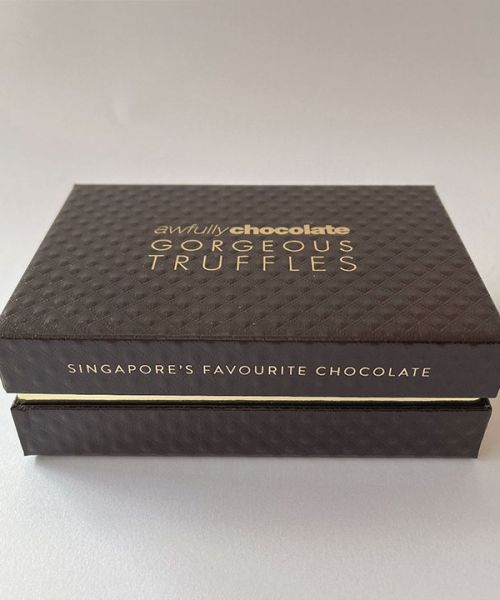 awfullychocolate
GORGEOUS
TRUFFLES
SINGAPORE'S FAVOURITE CHOCOLATE